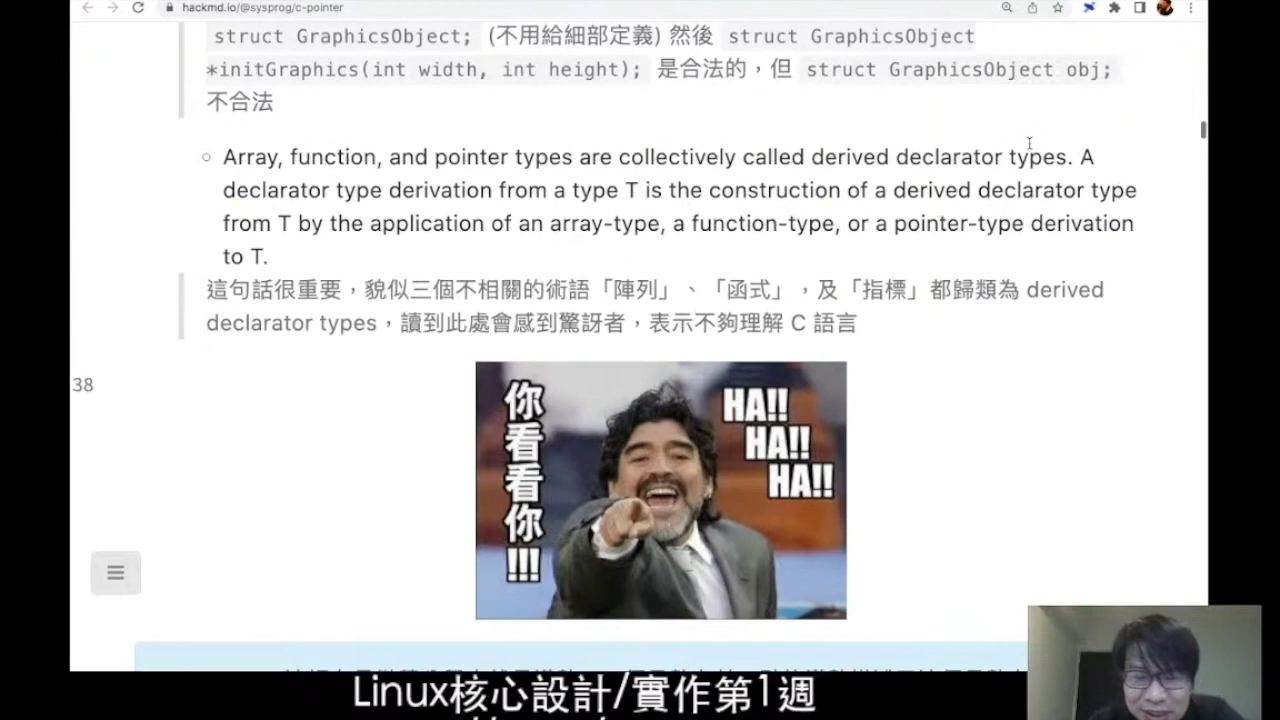 hackmd.io/@sysprog/c-pointer
struct GraphicsObject; (不用給細部定義) 然後 struct GraphicsObject
*initGraphics(int width, int height); 是合法的,但 struct GraphicsObject obj;
不合法
Array, function, and pointer types are collectively called derived declarator types. A
declarator type derivation from a type T is the construction of a derived declarator type
from T by the application of an array-type, a function-type, or a pointer-type derivation
to T.
這句話很重要,貌似三個不相關的術語「陣列」、「函式」,及「指標」都歸類為 derived
declarator types,讀到此處會感到驚訝者,表示不夠理解 C 語言
38
你看看你!!!
HA!!
HA!!
HA!!
Linux核心設計/實作第1週